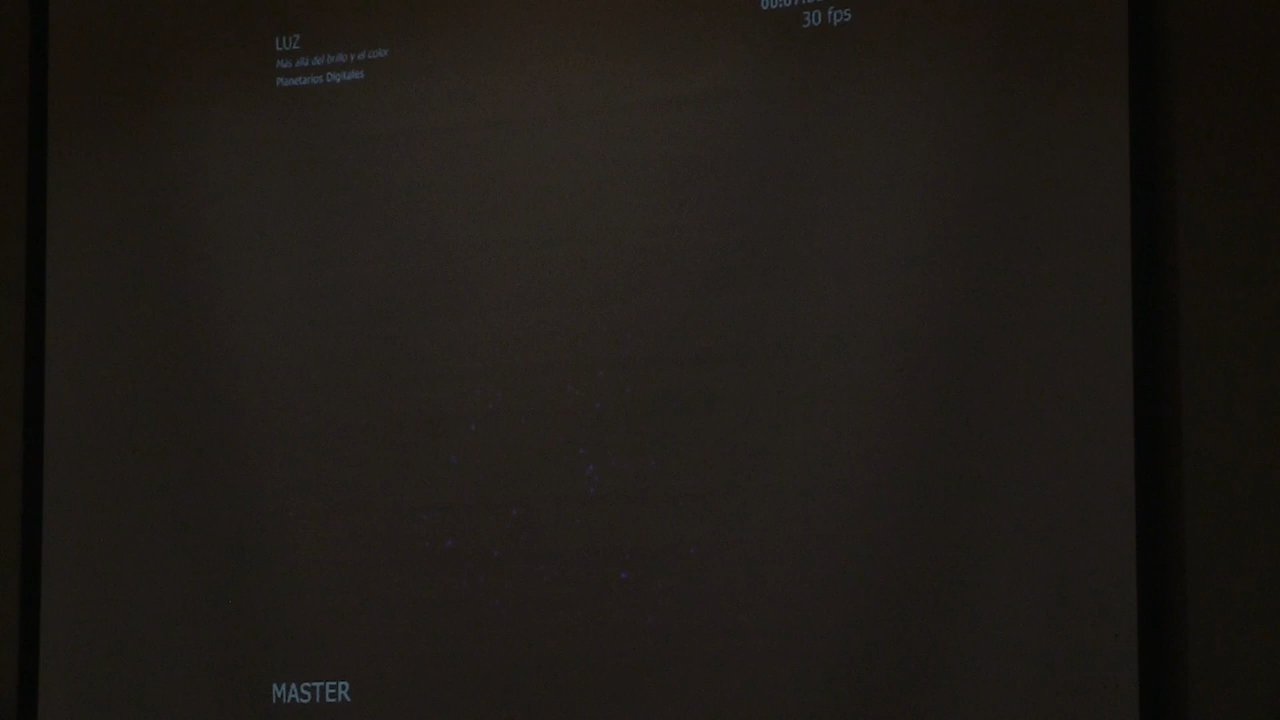 LUZ
Más allá del brillo y el color
Planetarios Digitales
30 fps
MASTER